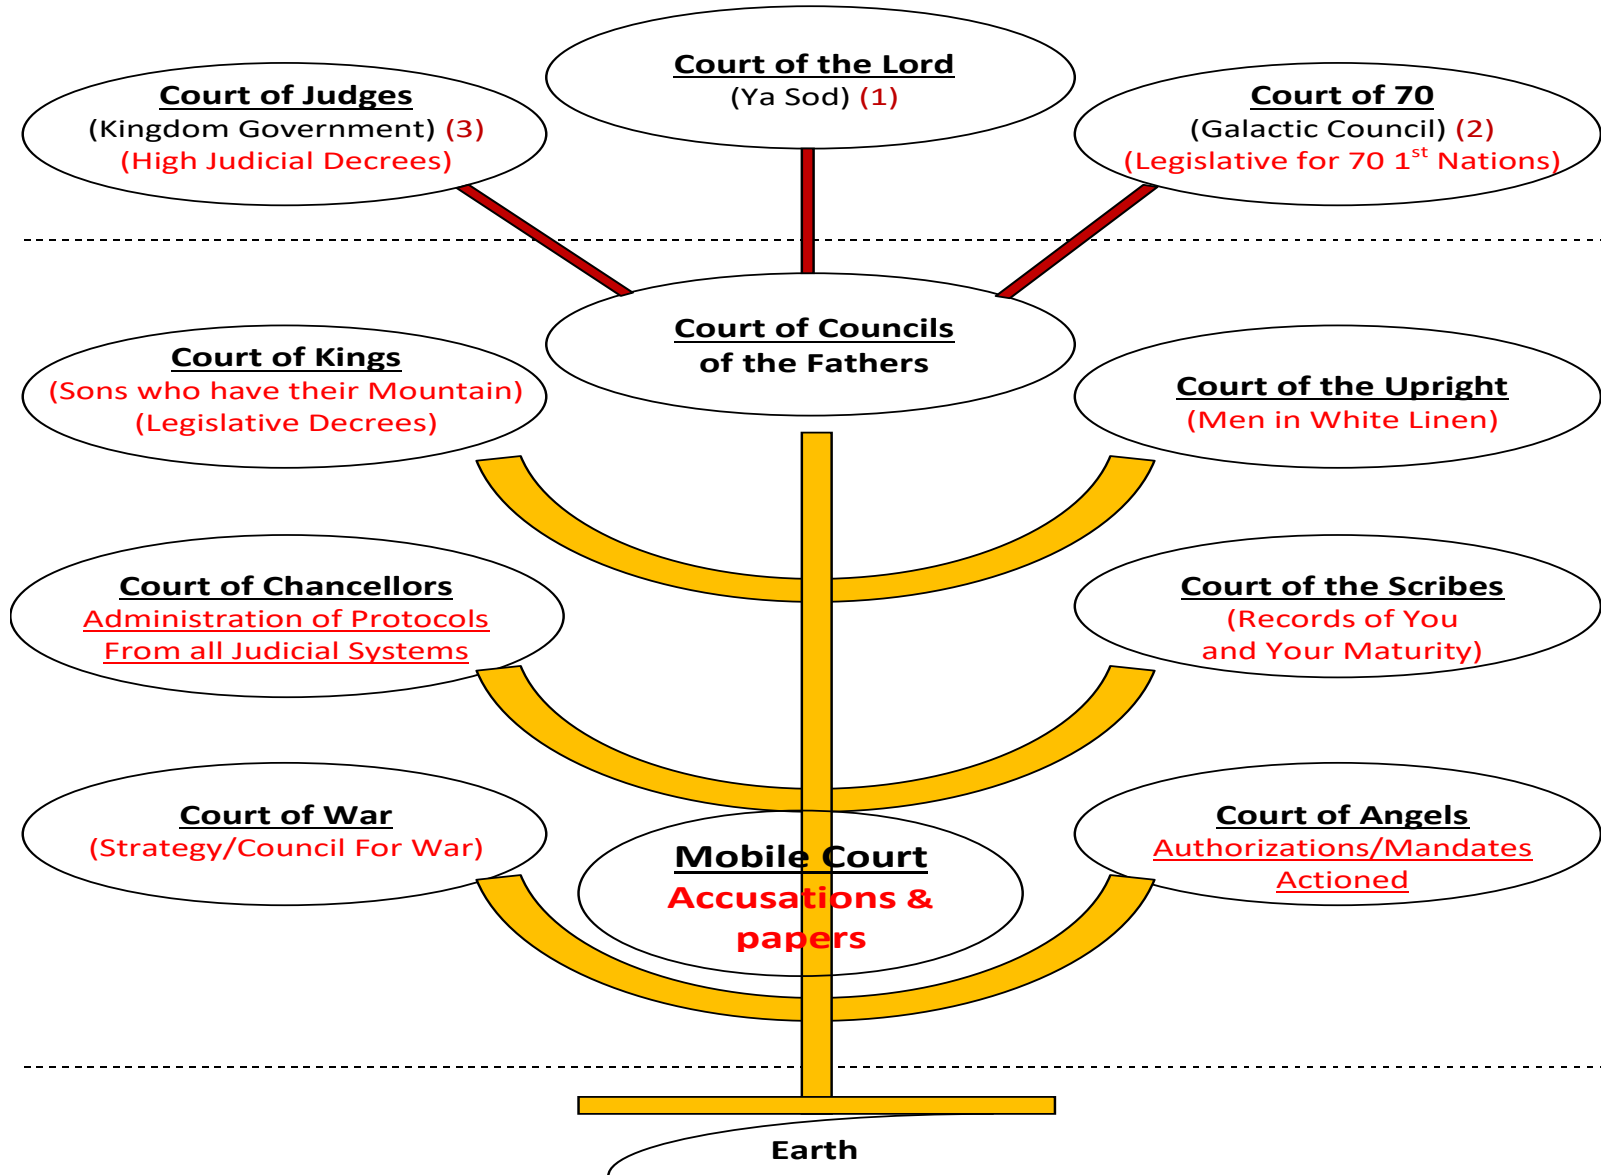 Court of the Lord
(Ya Sod) (1)
Court of Judges
(Kingdom Government) (3)
(High Judicial Decrees)
Court of 70
(Galactic Council) (2)
(Legislative for 70 1st Nations)
Court of Councils
of the Fathers
Court of Kings
(Sons who have their Mountain)
(Legislative Decrees)
Court of the Upright
(Men in White Linen)
Court of Chancellors
Administration of Protocols
From all Judicial Systems
Court of the Scribes
(Records of You
and Your Maturity)
Court of War
(Strategy/Council For War)
Mobile Court
Accusations &
papers
Court of Angels
Authorizations/Mandates
Actioned
Earth